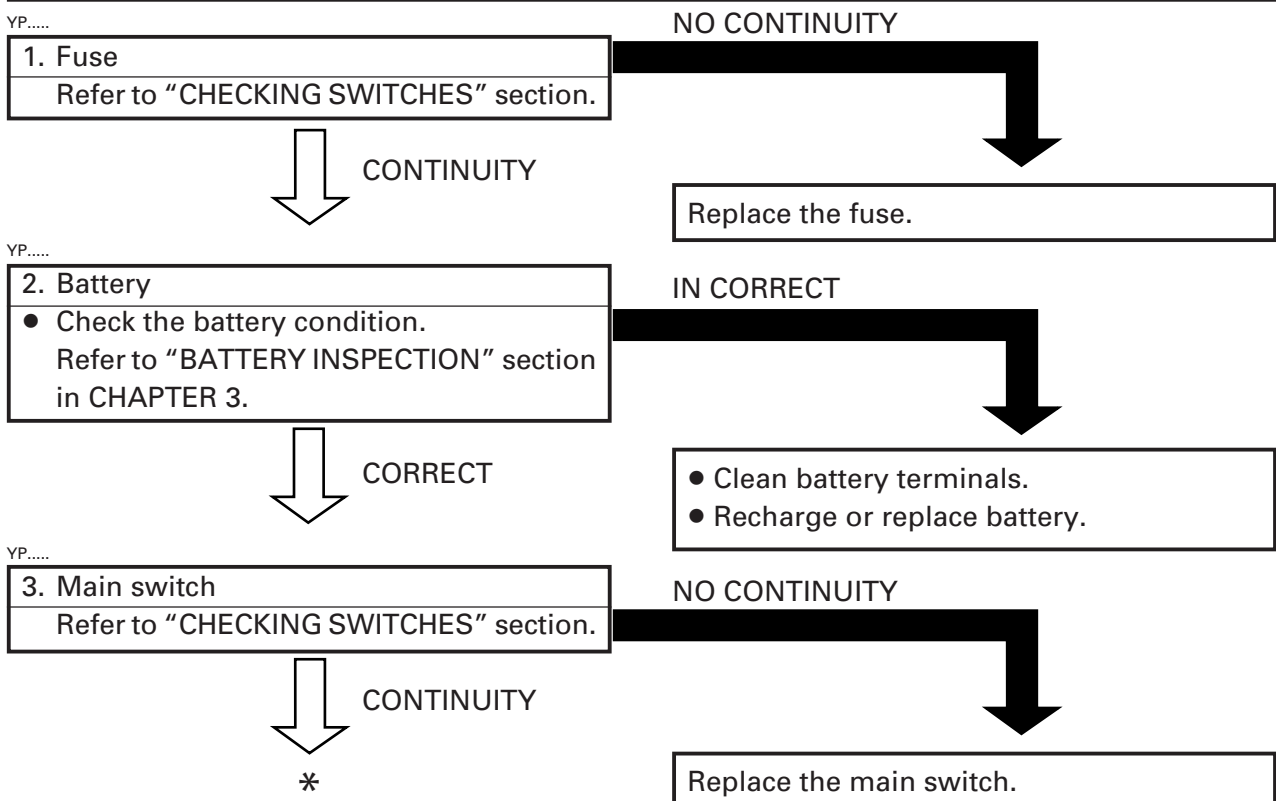 YP.....
NO CONTINUITY
1. Fuse
Refer to “CHECKING SWITCHES” section.
CONTINUITY
Replace the fuse.
YP.....
2. Battery
IN CORRECT
● Check the battery condition.
Refer to “BATTERY INSPECTION” section
in CHAPTER 3.
CORRECT
● Clean battery terminals.
● Recharge or replace battery.
YP.....
3. Main switch
NO CONTINUITY
Refer to “CHECKING SWITCHES” section.
CONTINUITY
*
Replace the main switch.